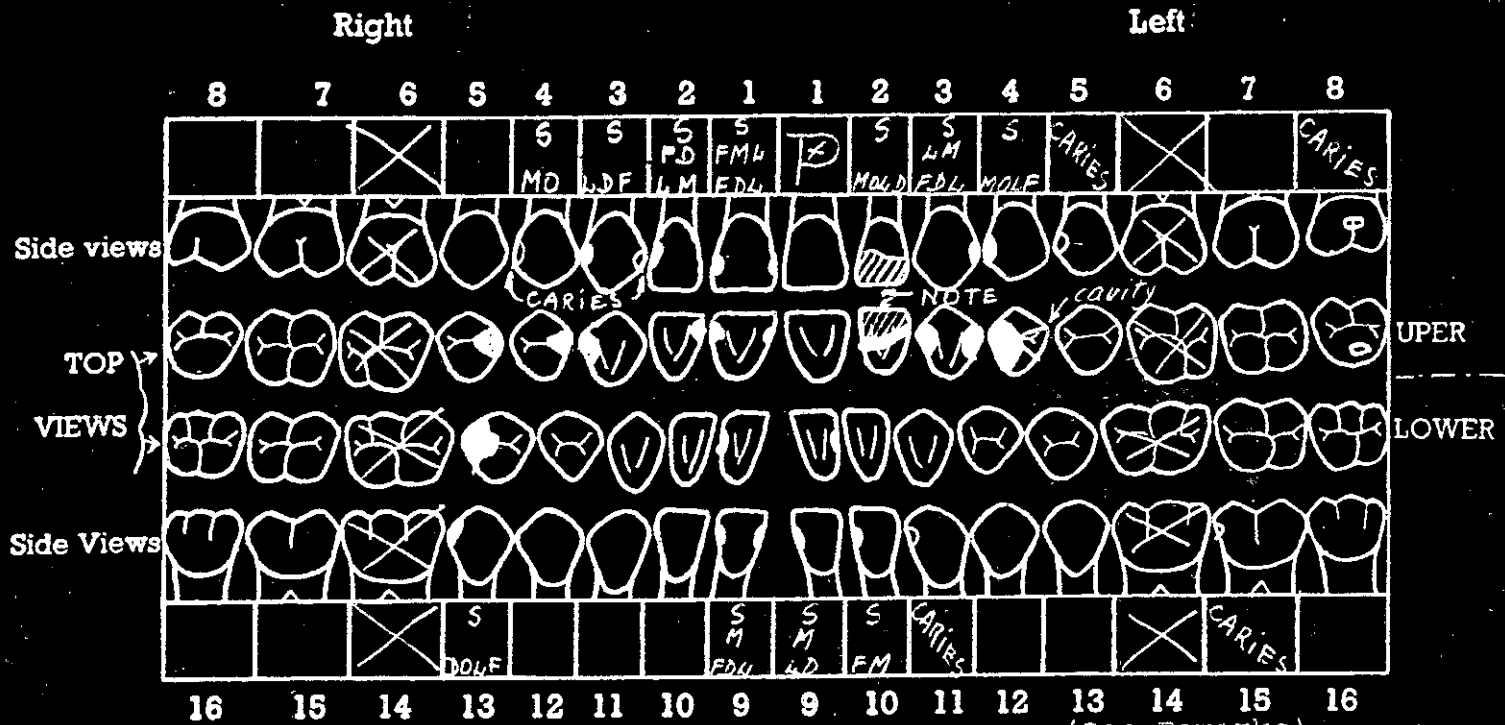 Right Left
8 7 6 5 4 3 2 1 1 2 3 4 5 6 7 8
S S S S S S S CARIES CARIES
MO LDF PD FML Px MOLD LM MOLF
LM FDL FDL
Side views
CARIES NOTE cavity
TOP UPER
VIEWS LOWER
Side Views
S S S S CARIES CARIES
M M
DOLF FDL LD FM
16 15 14 13 12 11 10 9 9 10 11 12 13 14 15 16